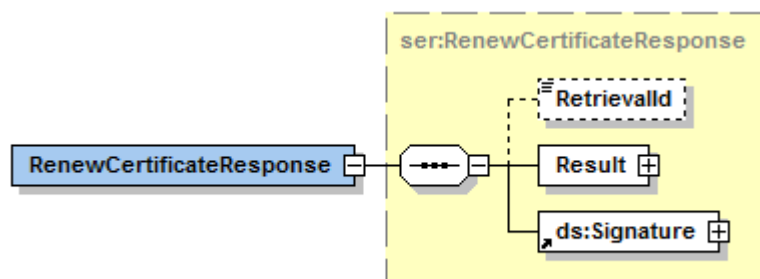 ser:RenewCertificateResponse
RetrievalId
RenewCertificateResponse
Result
ds:Signature